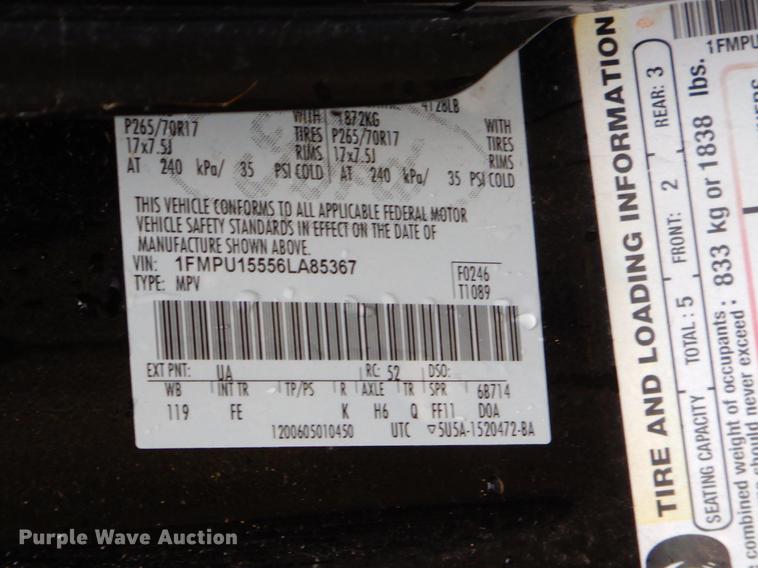 4128LB
WITH 1872KG WITH
P265/70R17 TIRES P265/70R17 TIRES
17x7.5J RIMS 17x7.5J RIMS
AT 240 kPa/ 35 PSI COLD AT 240 kPa/ 35 PSI COLD
THIS VEHICLE CONFORMS TO ALL APPLICABLE FEDERAL MOTOR
VEHICLE SAFETY STANDARDS IN EFFECT ON THE DATE OF
MANUFACTURE SHOWN ABOVE.
VIN: 1FMPU15556LA85367 F0246
TYPE: MPV T1089
EXT PNT: UA RC: 52 DSO:
WB INT TR TP/PS R AXLE TR SPR 6B714
119 FE K H6 Q FF11 DOA
1200605010450 UTC ▽5U5A-1520472-BA
TIRE AND LOADING INFORMATION
SEATING CAPACITY TOTAL: 5 FRONT: 2 REAR: 3
combined weight of occupants: 833 kg or 1838 lbs.
should never exceed:
1FMPU
Purple Wave Auction